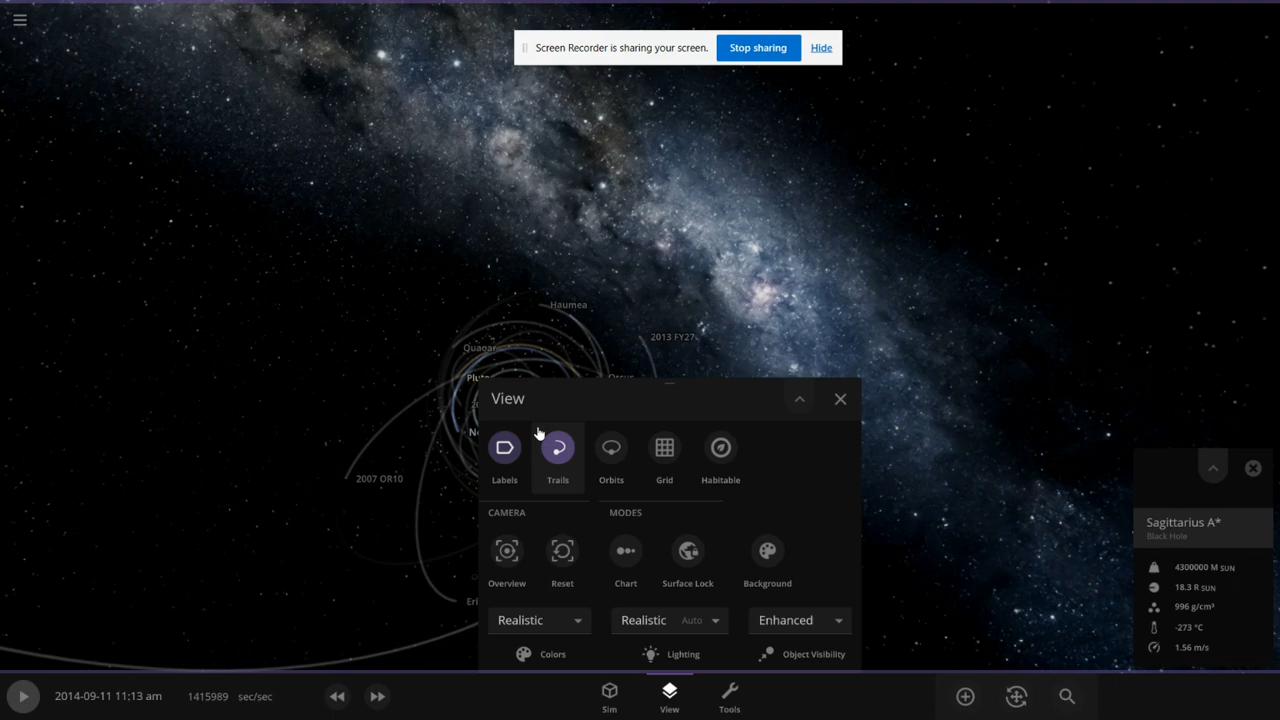 Screen Recorder is sharing your screen. Stop sharing Hide
Haumea
2013 FY27
Quaoar
Orcus
2007 OR10
View
Labels Trails Orbits Grid Habitable
CAMERA MODES
Overview Reset Chart Surface Lock Background
Realistic Realistic Auto Enhanced
Colors Lighting Object Visibility
Sagittarius A*
Black Hole
4300000 M SUN
18.3 R SUN
996 g/cm³
-273 °C
1.56 m/s
2014-09-11 11:13 am 1415989 sec/sec
Sim View Tools